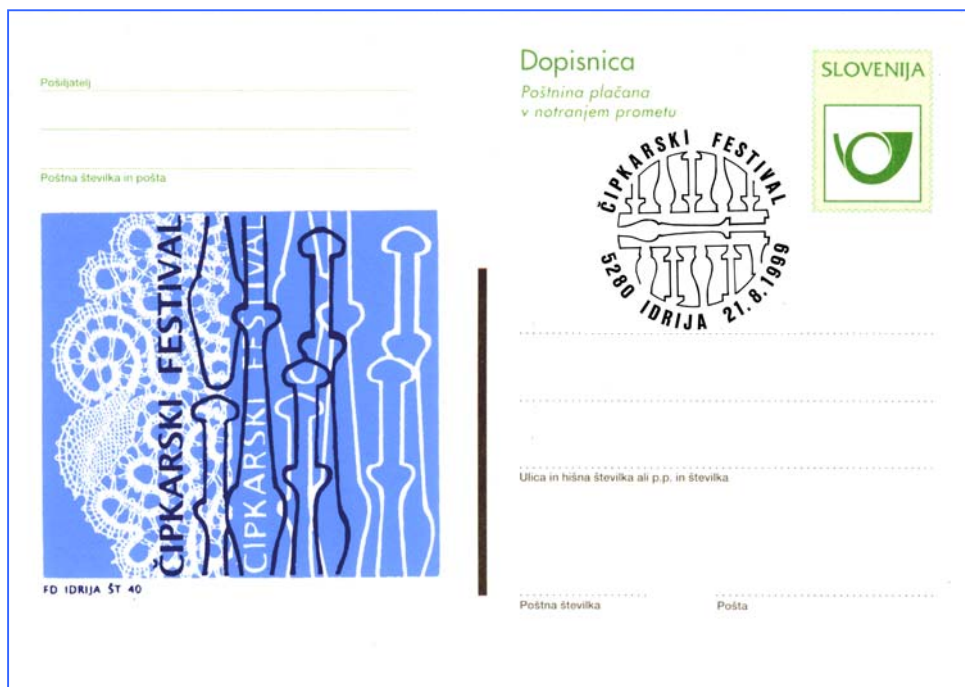 Pošiljatelj
Poštna številka in pošta
ČIPKARSKI FESTIVAL
ČIPKARSKI FESTIVAL
FD IDRIJA ŠT 40
Dopisnica
Poštnina plačana
v notranjem prometu
SLOVENIJA
ČIPKARSKI FESTIVAL
5280 IDRIJA 21.8.1999
Ulica in hišna številka ali p.p. in številka
Poštna številka
Pošta